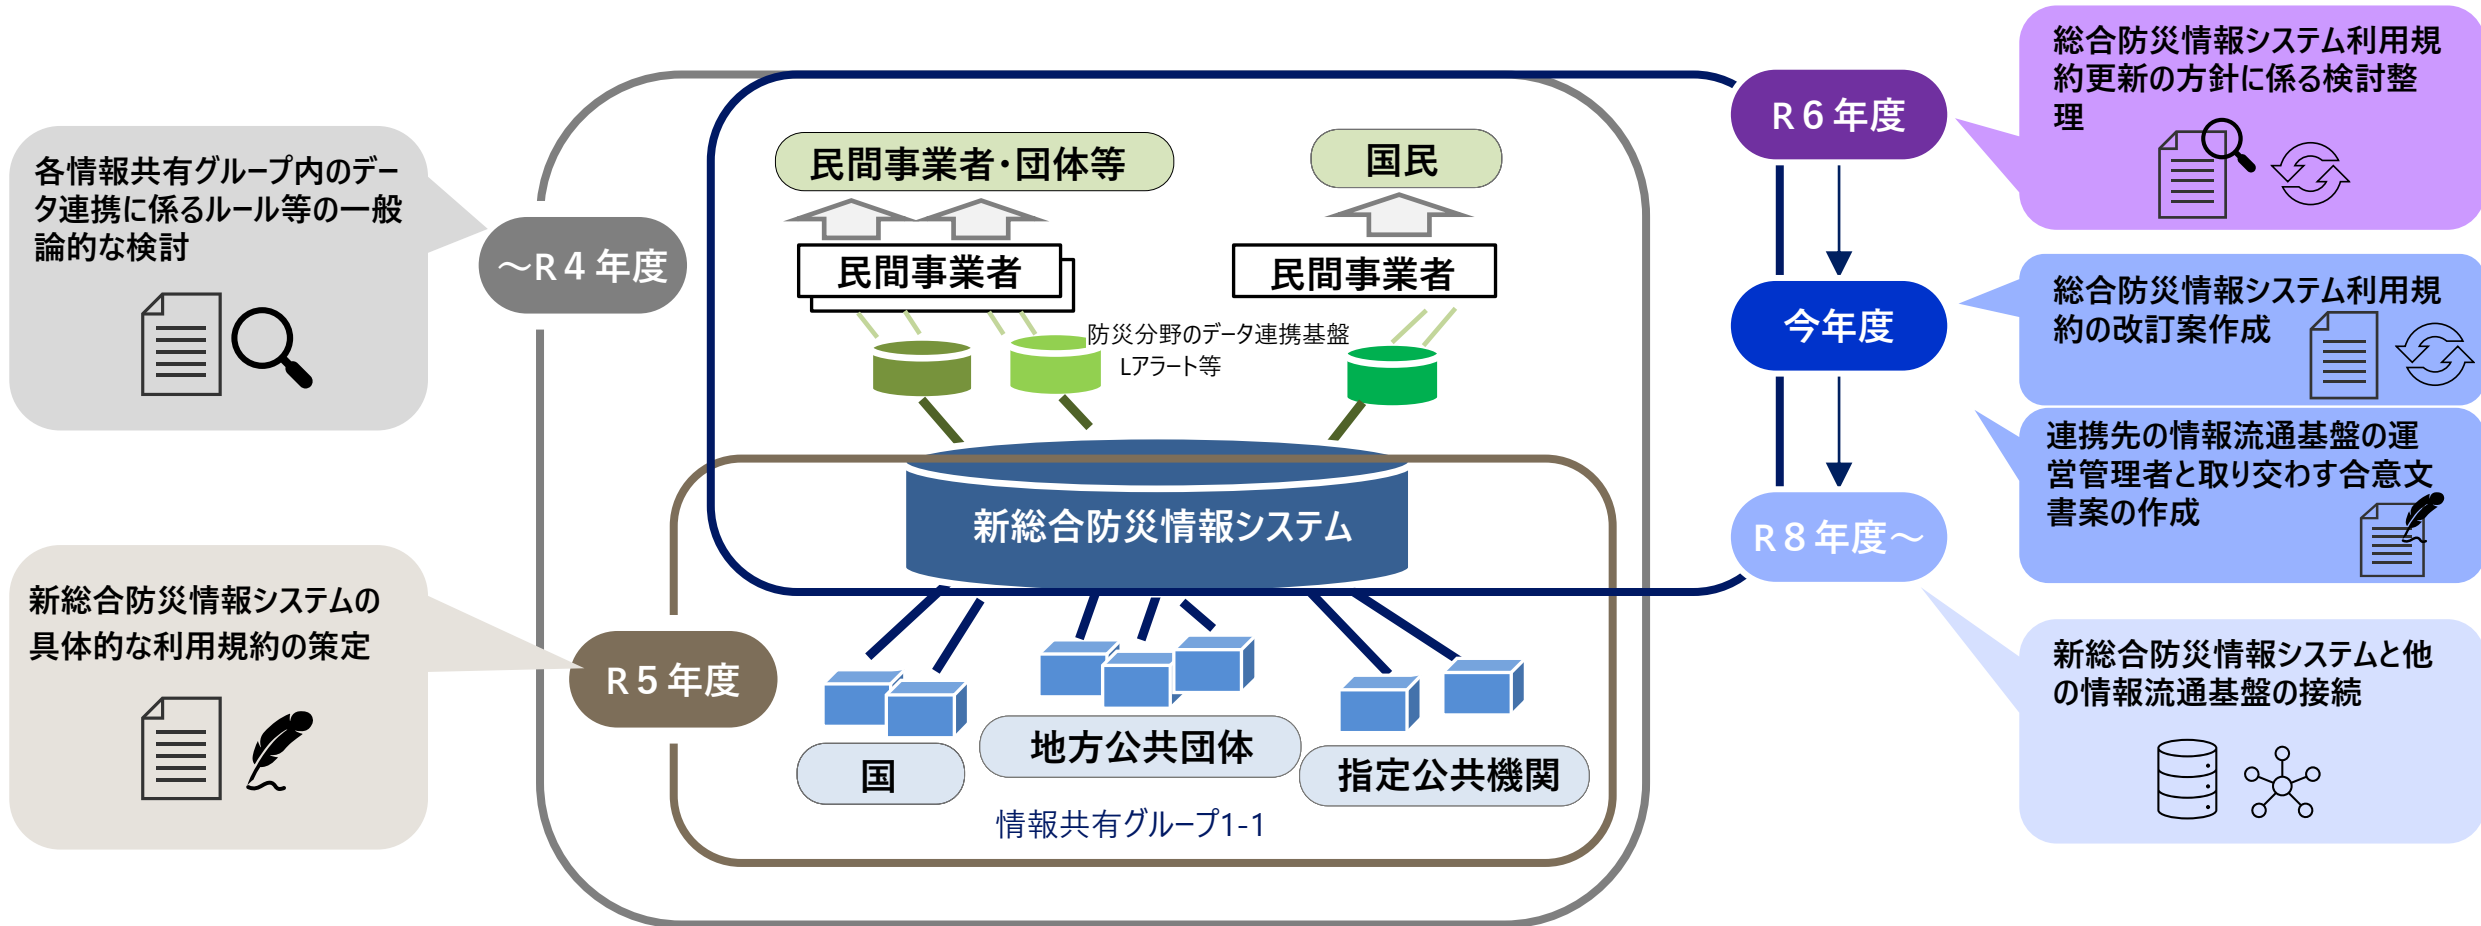 各情報共有グループ内のデー
タ連携に係るルール等の一般
論的な検討
～R４年度
新総合防災情報システムの
具体的な利用規約の策定
R５年度
民間事業者・団体等
国民
民間事業者
民間事業者
防災分野のデータ連携基盤
Lアラート等
新総合防災情報システム
国
地方公共団体
指定公共機関
情報共有グループ1-1
R６年度
総合防災情報システム利用規
約更新の方針に係る検討整
理
今年度
総合防災情報システム利用規
約の改訂案作成
連携先の情報流通基盤の運
営管理者と取り交わす合意文
書案の作成
R８年度～
新総合防災情報システムと他
の情報流通基盤の接続